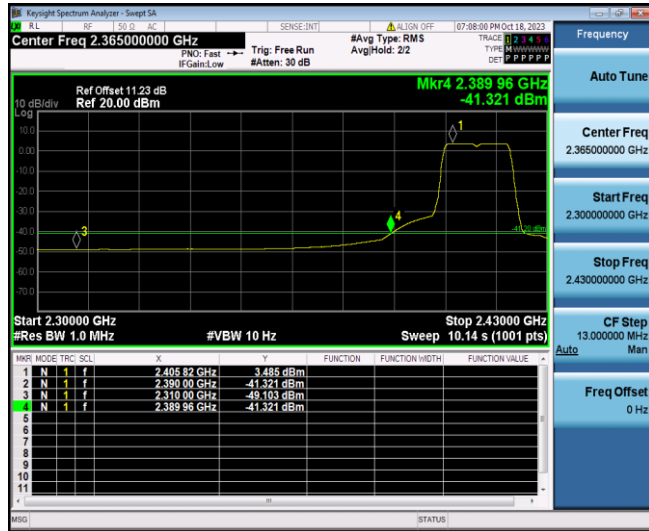 Keysight Spectrum Analyzer - Swept SA
RL RF 50 Ω AC SENSE:INT ALIGN OFF 07:08:00 PM Oct 18, 2023
Center Freq 2.365000000 GHz
PNO: Fast
IFGain:Low
Trig: Free Run
#Atten: 30 dB
#Avg Type: RMS
Avg|Hold: 2/2
TRACE 1 2 3 4 5 6
TYPE M WWWWW
DET P P P P P P
Frequency
Ref Offset 11.23 dB
10 dB/div Ref 20.00 dBm
Log
Mkr4 2.389 96 GHz
-41.321 dBm
Auto Tune
10.0
0.00
-10.0
-20.0
-30.0
-40.0
-50.0
-60.0
-70.0
1
3
4
-41.20 dBm
Center Freq
2.365000000 GHz
Start Freq
2.300000000 GHz
Stop Freq
2.430000000 GHz
Start 2.30000 GHz Stop 2.43000 GHz
#Res BW 1.0 MHz #VBW 10 Hz Sweep 10.14 s (1001 pts)
CF Step
13.000000 MHz
Auto Man
MKR MODE TRC SCL X Y FUNCTION FUNCTION WIDTH FUNCTION VALUE
1 N 1 f 2.405 82 GHz 3.485 dBm
2 N 1 f 2.390 00 GHz -41.321 dBm
3 N 1 f 2.310 00 GHz -49.103 dBm
4 N 1 f 2.389 96 GHz -41.321 dBm
5
6
7
8
9
10
11
Freq Offset
0 Hz
MSG STATUS